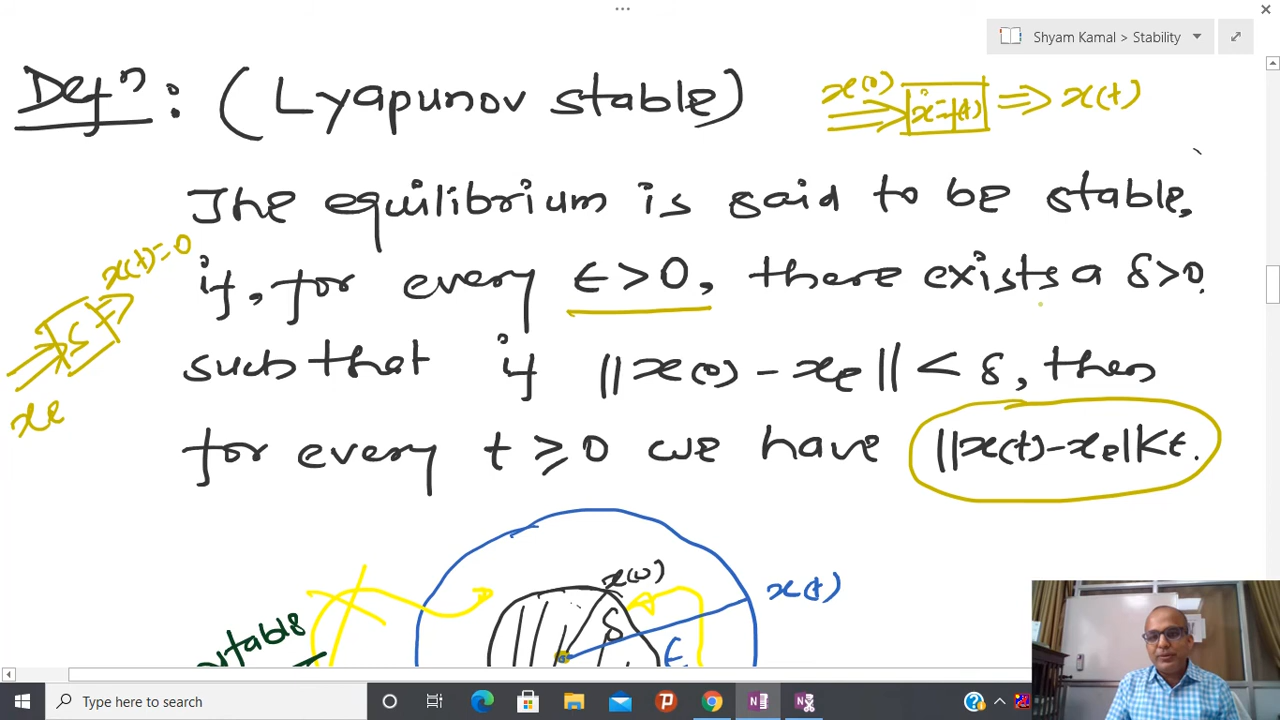 Shyam Kamal > Stability
Defⁿ: (Lyapunov stable)
x(0) ⇒ ẋ=f(x) ⇒ x(t)
The equilibrium is said to be stable,
if, for every ε>0, there exists a δ>0
such that if ||x(0) - xe|| < δ, then
for every t ≥ 0 we have ||x(t)-xe||<ε.
x(t)=0
S
xe
x(0)
x(t)
δ
ε
Type here to search